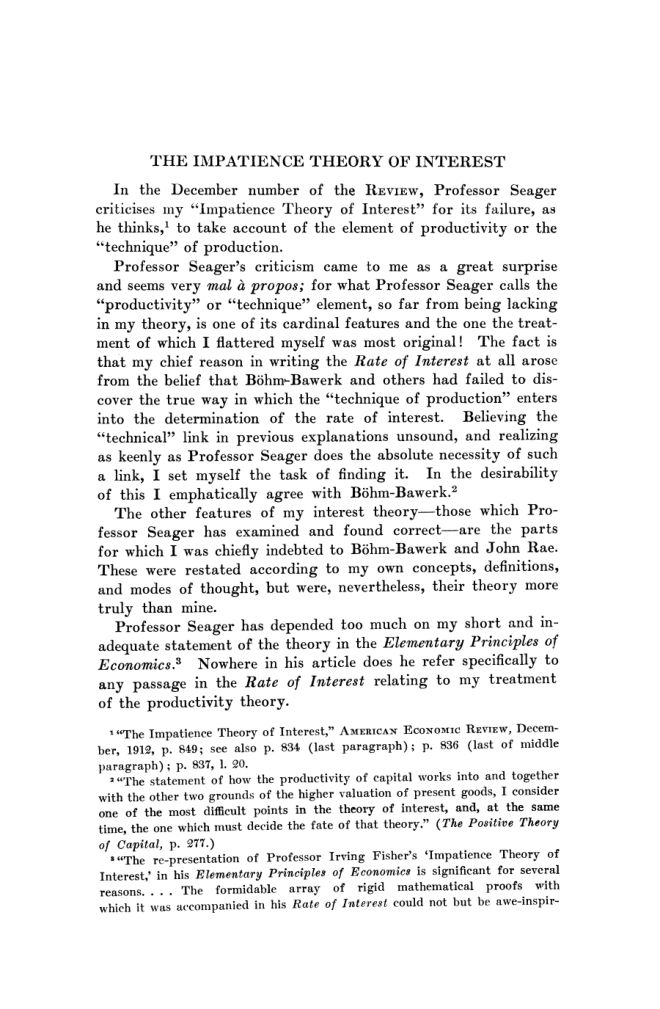 THE IMPATIENCE THEORY OF INTEREST
In the December number of the REVIEW, Professor Seager
criticises my "Impatience Theory of Interest" for its failure, as
he thinks,¹ to take account of the element of productivity or the
"technique" of production.
Professor Seager's criticism came to me as a great surprise
and seems very mal à propos; for what Professor Seager calls the
"productivity" or "technique" element, so far from being lacking
in my theory, is one of its cardinal features and the one the treat-
ment of which I flattered myself was most original! The fact is
that my chief reason in writing the Rate of Interest at all arose
from the belief that Böhm-Bawerk and others had failed to dis-
cover the true way in which the "technique of production" enters
into the determination of the rate of interest. Believing the
"technical" link in previous explanations unsound, and realizing
as keenly as Professor Seager does the absolute necessity of such
a link, I set myself the task of finding it. In the desirability
of this I emphatically agree with Böhm-Bawerk.²
The other features of my interest theory—those which Pro-
fessor Seager has examined and found correct—are the parts
for which I was chiefly indebted to Böhm-Bawerk and John Rae.
These were restated according to my own concepts, definitions,
and modes of thought, but were, nevertheless, their theory more
truly than mine.
Professor Seager has depended too much on my short and in-
adequate statement of the theory in the Elementary Principles of
Economics.³ Nowhere in his article does he refer specifically to
any passage in the Rate of Interest relating to my treatment
of the productivity theory.
¹ "The Impatience Theory of Interest," AMERICAN ECONOMIC REVIEW, Decem-
ber, 1912, p. 849; see also p. 834 (last paragraph); p. 836 (last of middle
paragraph); p. 837, l. 20.
² "The statement of how the productivity of capital works into and together
with the other two grounds of the higher valuation of present goods, I consider
one of the most difficult points in the theory of interest, and, at the same
time, the one which must decide the fate of that theory." (The Positive Theory
of Capital, p. 277.)
³ "The re-presentation of Professor Irving Fisher's 'Impatience Theory of
Interest,' in his Elementary Principles of Economics is significant for several
reasons. . . . The formidable array of rigid mathematical proofs with
which it was accompanied in his Rate of Interest could not but be awe-inspir-